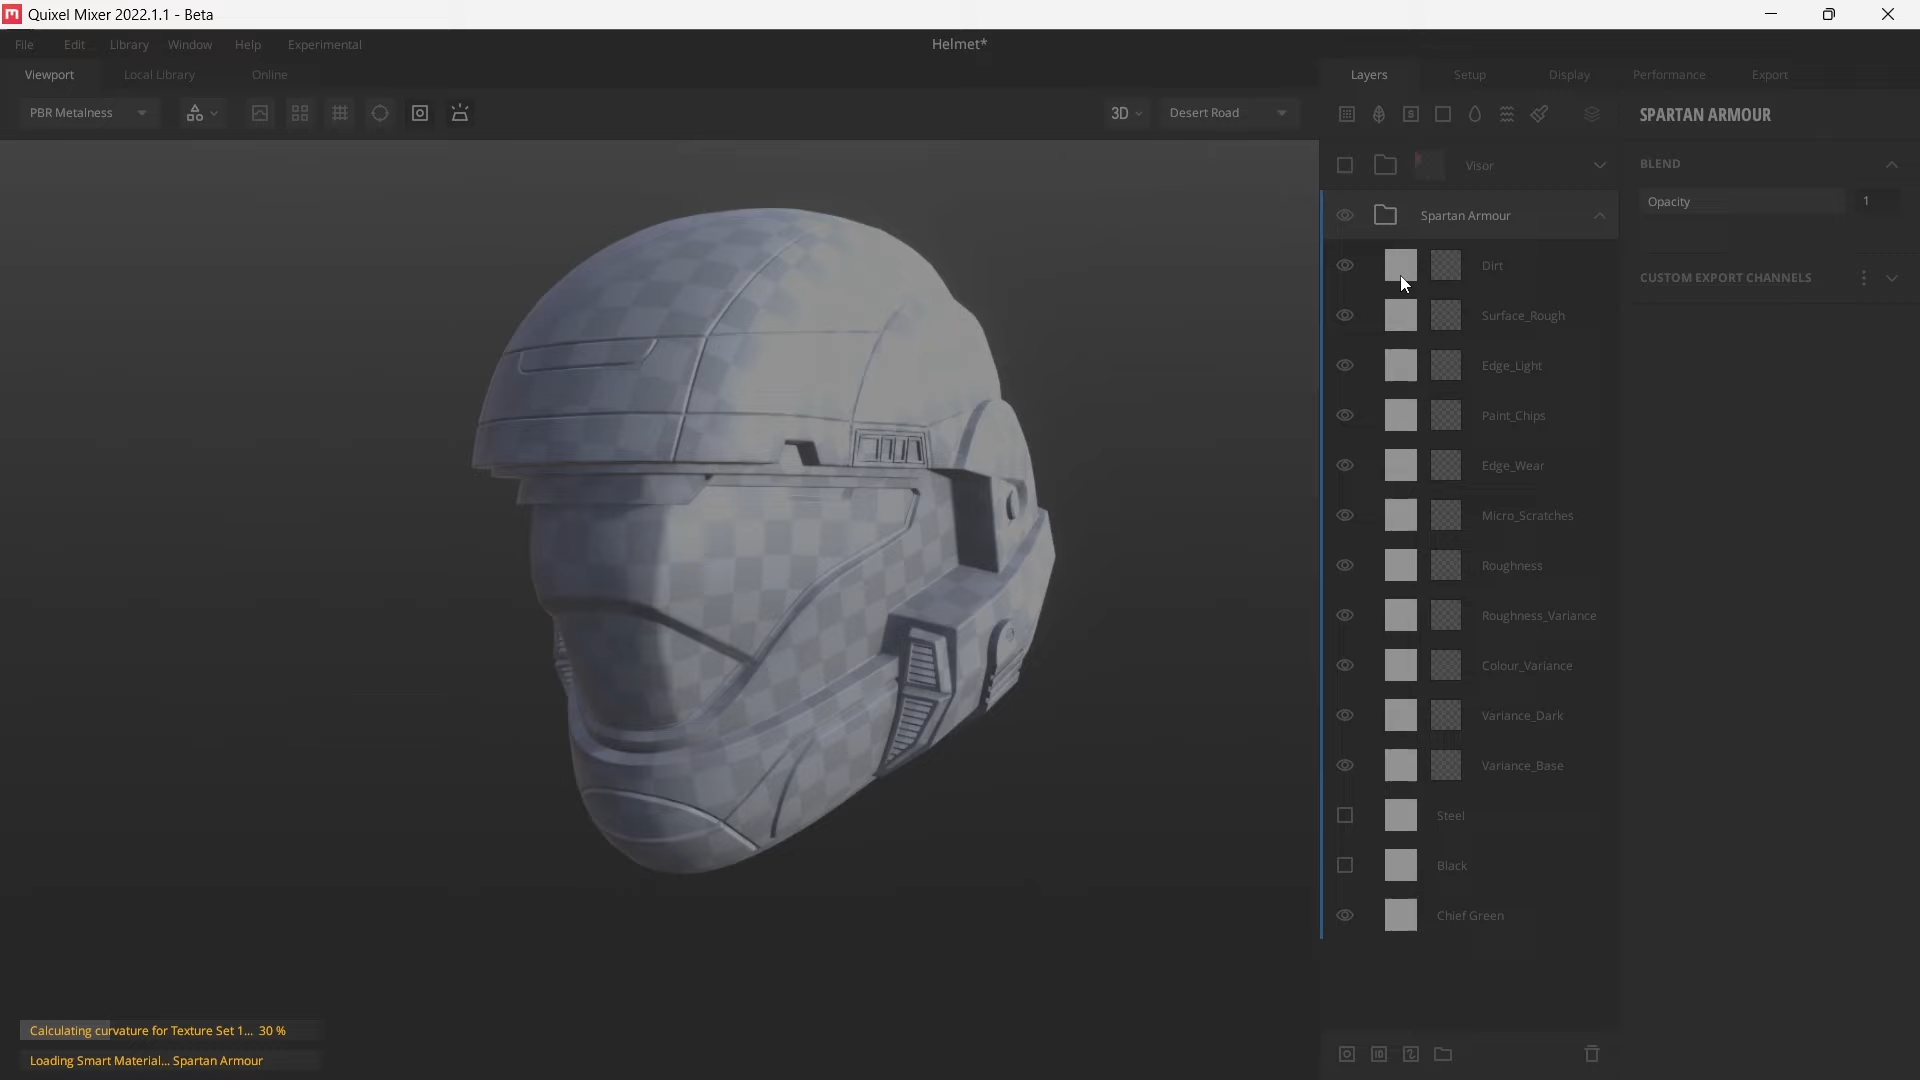 Quixel Mixer 2022.1.1 - Beta
File Edit Library Window Help Experimental
Helmet*
Viewport Local Library Online
Layers Setup Display Performance Export
PBR Metalness
3D
Desert Road
SPARTAN ARMOUR
Visor
BLEND
Opacity 1
Spartan Armour
CUSTOM EXPORT CHANNELS
Dirt
Surface_Rough
Edge_Light
Paint_Chips
Edge_Wear
Micro_Scratches
Roughness
Roughness_Variance
Colour_Variance
Variance_Dark
Variance_Base
Steel
Black
Chief Green
Calculating curvature for Texture Set 1... 30 %
Loading Smart Material... Spartan Armour